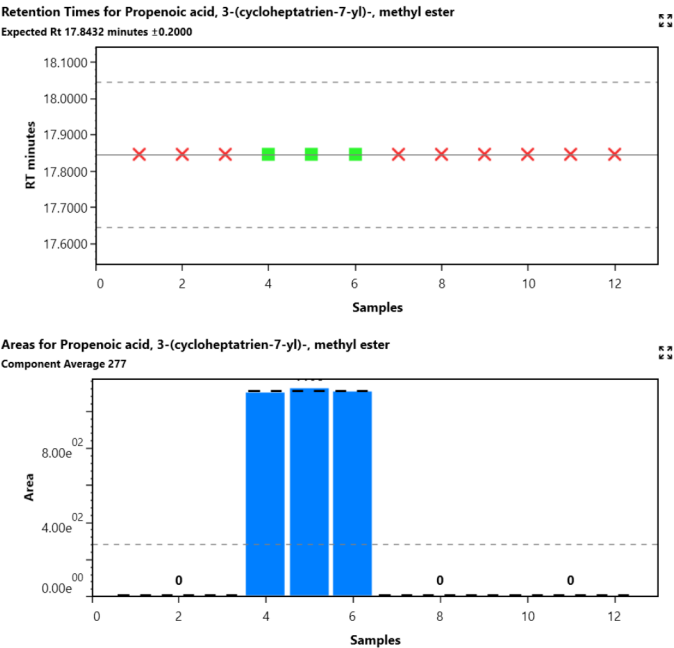 Retention Times for Propenoic acid, 3-(cycloheptatrien-7-yl)-, methyl ester
Expected Rt 17.8432 minutes ±0.2000
18.1000
18.0000
17.9000
17.8000
17.7000
17.6000
RT minutes
0 2 4 6 8 10 12
Samples
Areas for Propenoic acid, 3-(cycloheptatrien-7-yl)-, methyl ester
Component Average 277
8.00e 02
4.00e 02
0.00e 00
Area
0 0 0
0 2 4 6 8 10 12
Samples